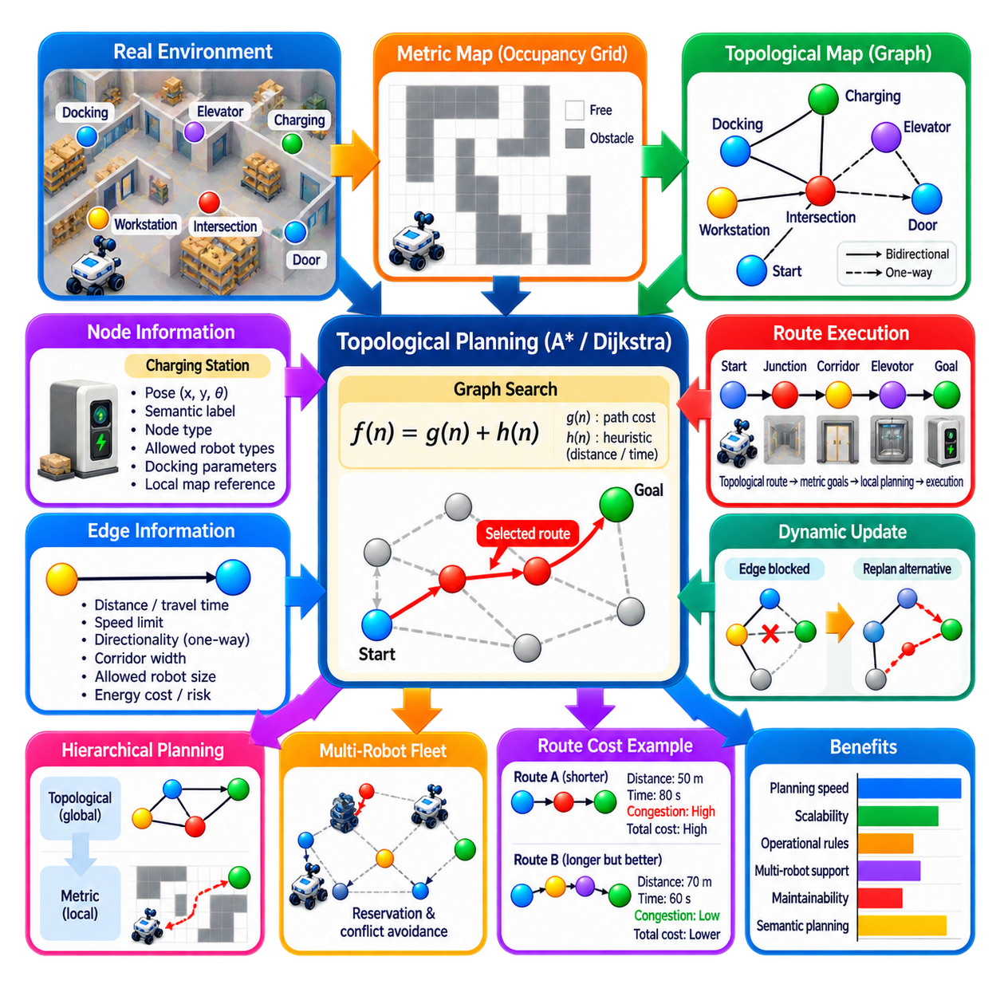 Real Environment
Docking
Elevator
Charging
Workstation
Intersection
Door
Metric Map (Occupancy Grid)
Free
Obstacle
Topological Map (Graph)
Charging
Docking
Elevator
Workstation
Intersection
Door
Start
Bidirectional
One-way
Node Information
Charging Station
• Pose (x, y, θ)
• Semantic label
• Node type
• Allowed robot types
• Docking parameters
• Local map reference
Topological Planning (A* / Dijkstra)
Graph Search
f(n) = g(n) + h(n)
g(n) : path cost
h(n) : heuristic
(distance / time)
Goal
Selected route
Start
Route Execution
Start Junction Corridor Elevotor Goal
Topological route → metric goals → local planning → execution
Edge Information
• Distance / travel time
• Speed limit
• Directionality (one-way)
• Corridor width
• Allowed robot size
• Energy cost / risk
Dynamic Update
Edge blocked
Replan alternative
Hierarchical Planning
Topological
(global)
Metric
(local)
Multi-Robot Fleet
Reservation &
conflict avoidance
Route Cost Example
Route A (shorter)
Distance: 50 m
Time: 80 s
Congestion: High
Total cost: High
Route B (longer but better)
Distance: 70 m
Time: 60 s
Congestion: Low
Total cost: Lower
Benefits
Planning speed
Scalability
Operational rules
Multi-robot support
Maintainability
Semantic planning